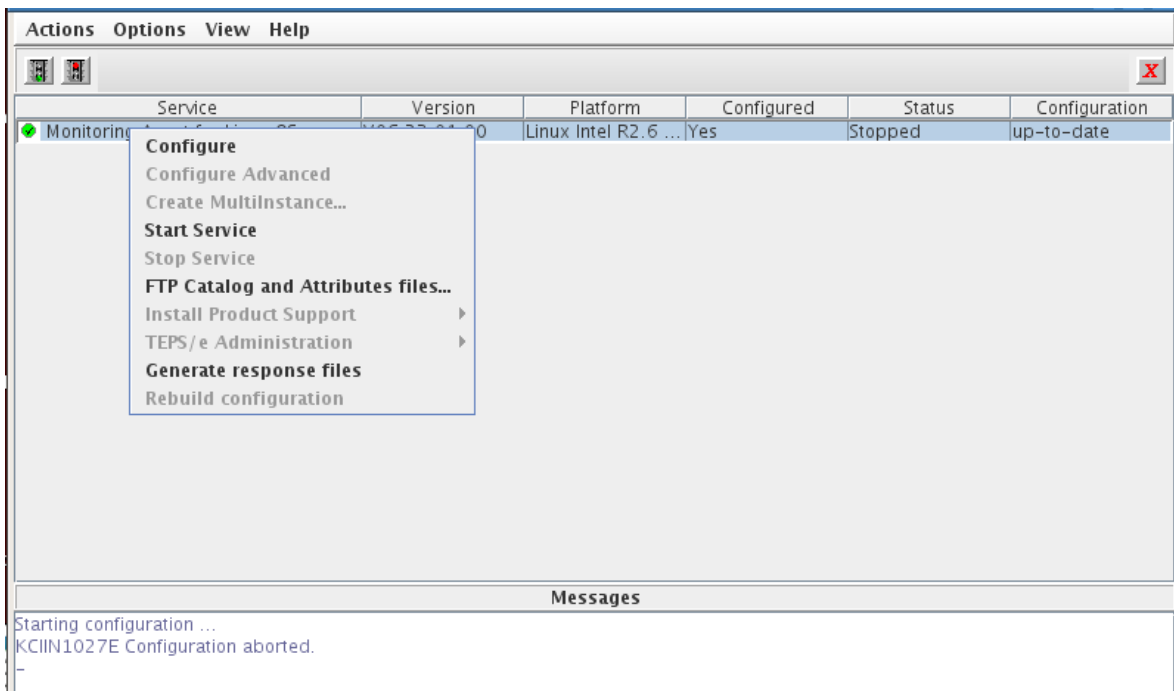 Actions Options View Help
X
Service Version Platform Configured Status Configuration
Monitoring Linux Intel R2.6 ... Yes Stopped up-to-date
Configure
Configure Advanced
Create MultiInstance...
Start Service
Stop Service
FTP Catalog and Attributes files...
Install Product Support
TEPS/e Administration
Generate response files
Rebuild configuration
Messages
Starting configuration ...
KCIIN1027E Configuration aborted.
–